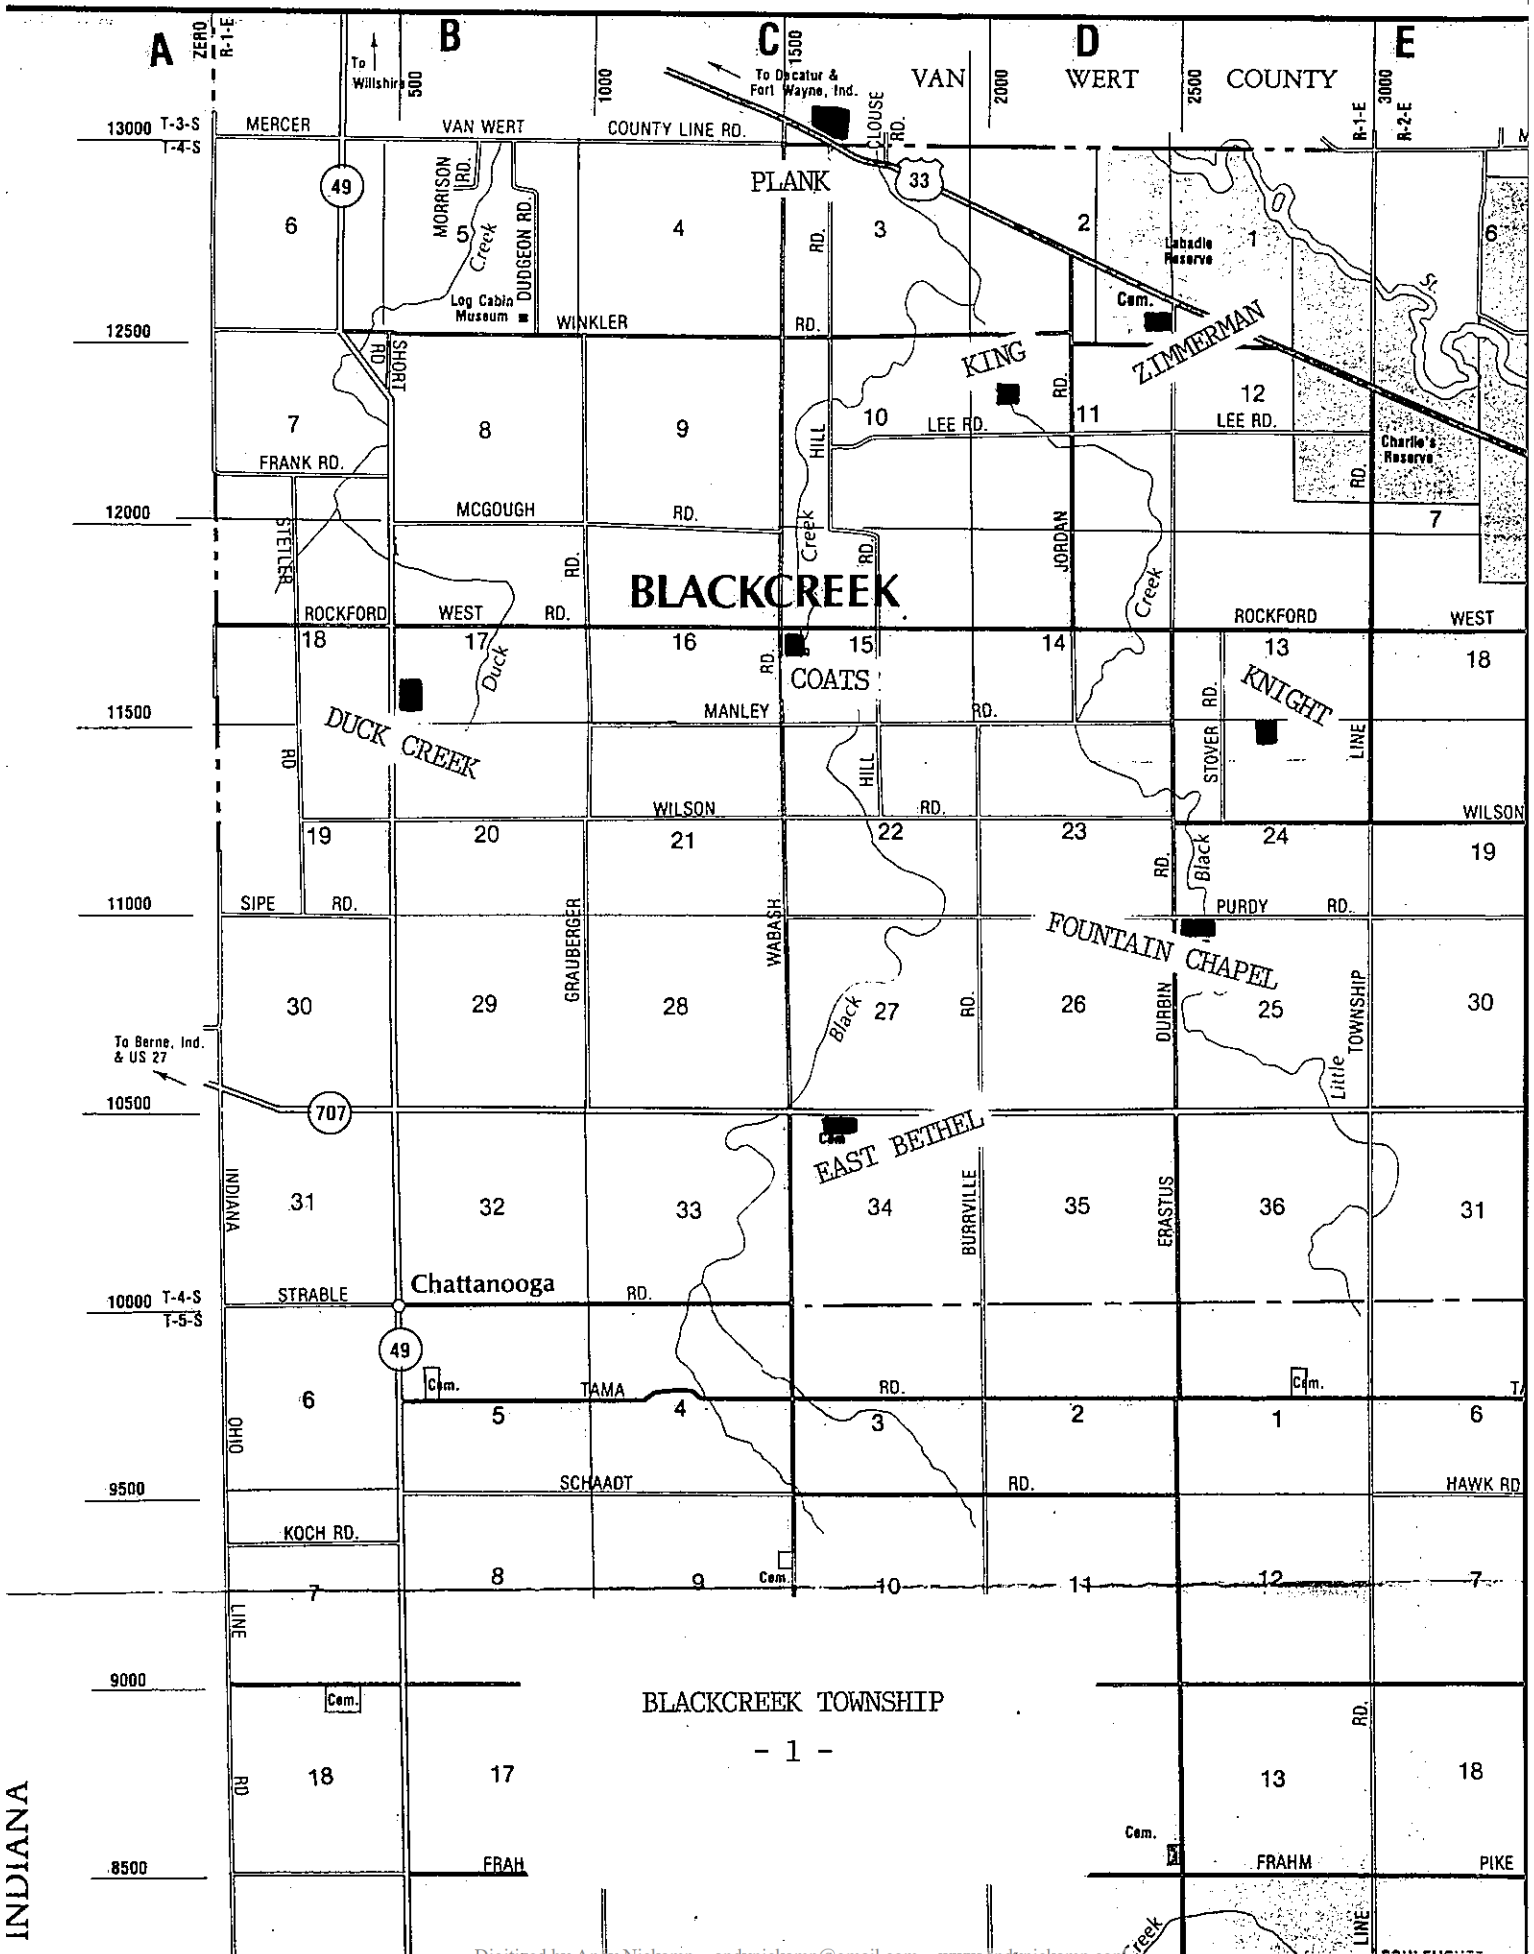 A
ZERO
R-1-E
B
C
D
E
To
Willshire
500
1000
1500
To Decatur &
Fort Wayne, Ind.
VAN WERT COUNTY
2000
2500
3000
R-1-E
R-2-E
13000 T-3-S
T-4-S
MERCER VAN WERT COUNTY LINE RD.
CLOUSE
RD.
49
MORRISON
RD.
PLANK
33
6
5
4
3
2
1
6
Creek
DUDGEON RD.
RD.
Labadie
Reserve
St.
Log Cabin
Museum
Cem.
12500
WINKLER RD.
KING
ZIMMERMAN
SHORT
RD
RD.
7
8
9
10
11
12
LEE RD.
LEE RD.
HILL
FRANK RD.
Charlie's
Reserve
RD.
12000
MCGOUGH RD.
7
STETLER
Creek
RD.
JORDAN
RD.
BLACKCREEK
Creek
ROCKFORD WEST RD.
ROCKFORD WEST
18
17
16
15
14
13
18
Duck
RD.
COATS
KNIGHT
11500
MANLEY RD.
RD.
DUCK CREEK
RD
HILL
STOVER
LINE
WILSON RD.
WILSON
19
20
21
22
23
24
19
RD.
Black
11000
SIPE RD.
PURDY RD.
GRAUBERGER
WABASH
FOUNTAIN CHAPEL
30
29
28
27
26
25
30
Black
RD.
DURBIN
TOWNSHIP
To Berne, Ind.
& US 27
Little
10500
707
Cem
EAST BETHEL
INDIANA
31
32
33
34
35
36
31
BURRVILLE
ERASTUS
Chattanooga
10000 T-4-S
T-5-S
STRABLE RD.
49
Cem.
Cem.
TAMA RD.
TA
6
5
4
3
2
1
6
OHIO
9500
SCHAADT RD.
HAWK RD
KOCH RD.
7
8
9
Cem.
10
11
12
7
LINE
9000
Cem.
BLACKCREEK TOWNSHIP
- 1 -
RD.
18
17
13
18
RD
INDIANA
Cem.
8500
FRAH
FRAHM PIKE
LINE
reek